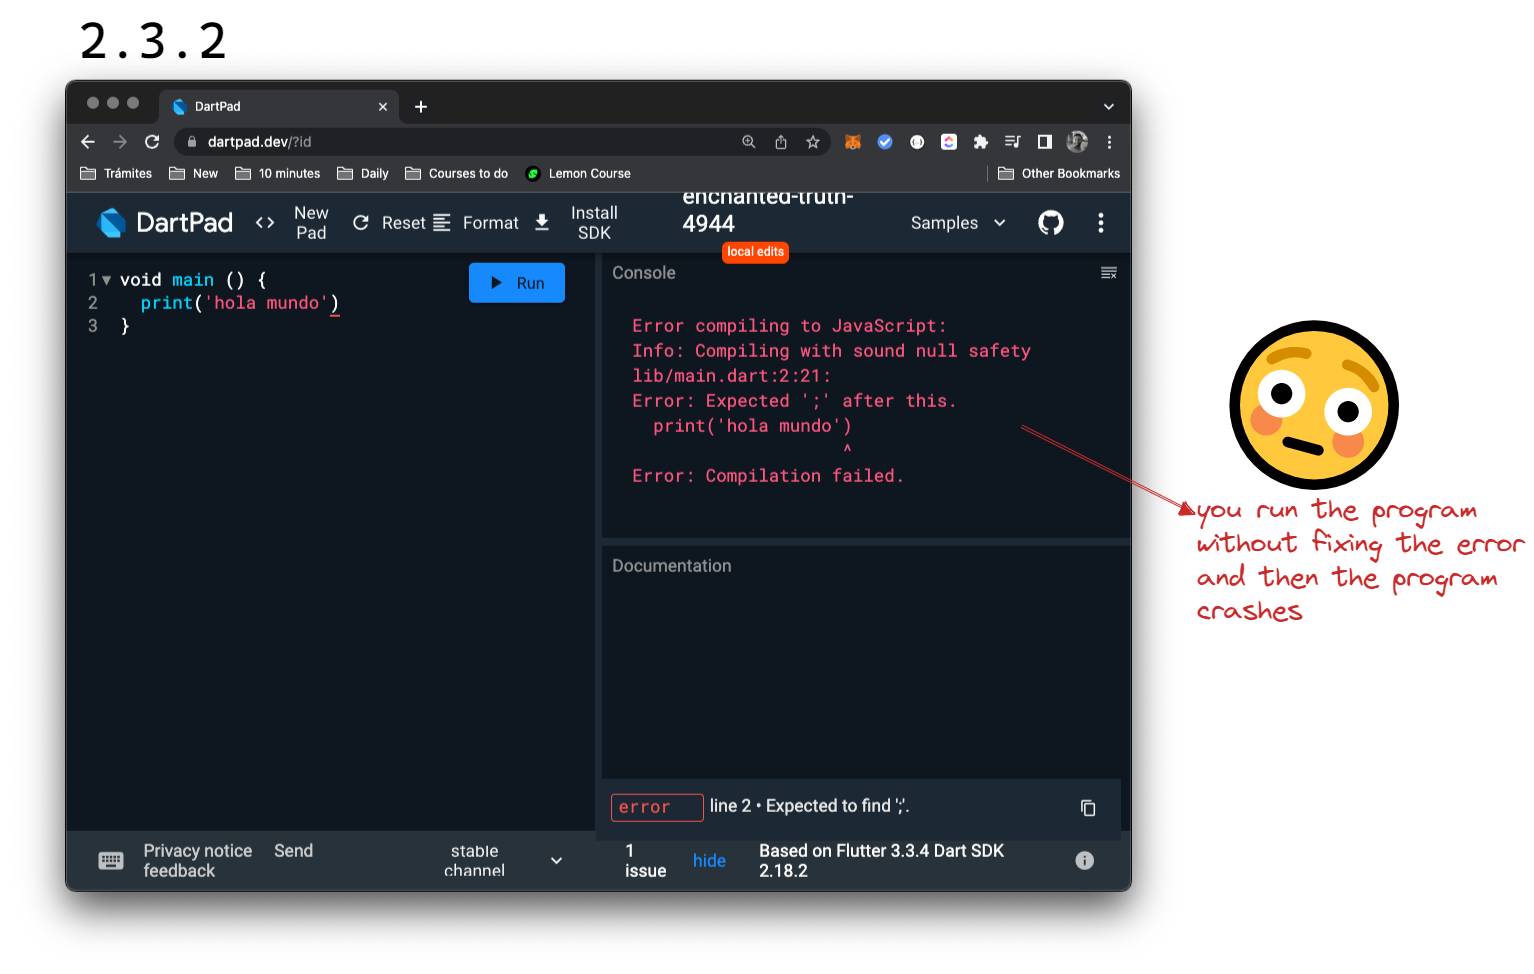 2.3.2
DartPad
dartpad.dev/?id
Trámites New 10 minutes Daily Courses to do Lemon Course Other Bookmarks
DartPad <> New Pad Reset Format Install SDK enchanted-truth-4944 Samples
local edits
1 void main () {
2 print('hola mundo')
3 }
Run
Console
Error compiling to JavaScript:
Info: Compiling with sound null safety
lib/main.dart:2:21:
Error: Expected ';' after this.
print('hola mundo')
^
Error: Compilation failed.
you run the program
without fixing the error
and then the program
crashes
Documentation
error line 2 • Expected to find ';'.
Privacy notice Send
feedback
stable
channel
1
issue
hide
Based on Flutter 3.3.4 Dart SDK
2.18.2